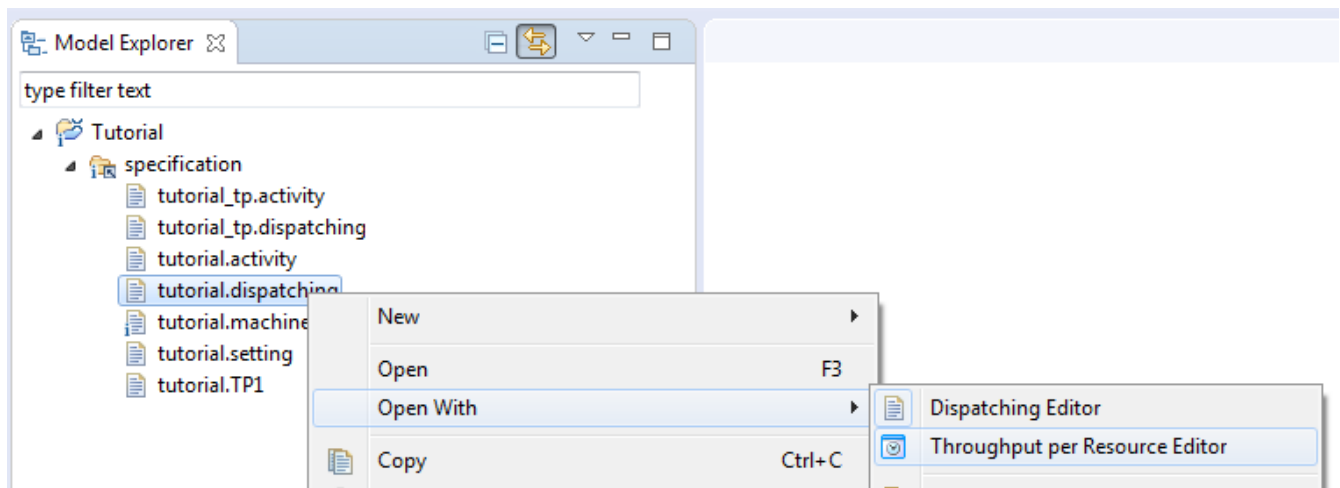 Model Explorer
type filter text
Tutorial
specification
tutorial_tp.activity
tutorial_tp.dispatching
tutorial.activity
tutorial.dispatching
tutorial.machine
tutorial.setting
tutorial.TP1
New
Open F3
Open With
Copy Ctrl+C
Dispatching Editor
Throughput per Resource Editor